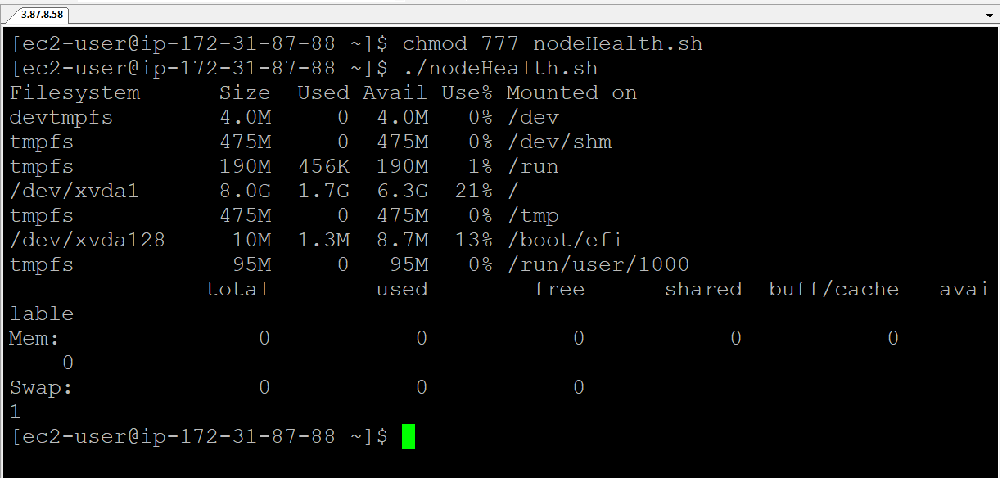 3.87.8.58
[ec2-user@ip-172-31-87-88 ~]$ chmod 777 nodeHealth.sh
[ec2-user@ip-172-31-87-88 ~]$ ./nodeHealth.sh
Filesystem      Size  Used Avail Use% Mounted on
devtmpfs        4.0M     0  4.0M   0% /dev
tmpfs           475M     0  475M   0% /dev/shm
tmpfs           190M  456K  190M   1% /run
/dev/xvda1      8.0G  1.7G  6.3G  21% /
tmpfs           475M     0  475M   0% /tmp
/dev/xvda128     10M  1.3M  8.7M  13% /boot/efi
tmpfs            95M     0   95M   0% /run/user/1000
               total        used        free      shared  buff/cache   avai
lable
Mem:               0           0           0           0           0
    0
Swap:              0           0           0
1
[ec2-user@ip-172-31-87-88 ~]$